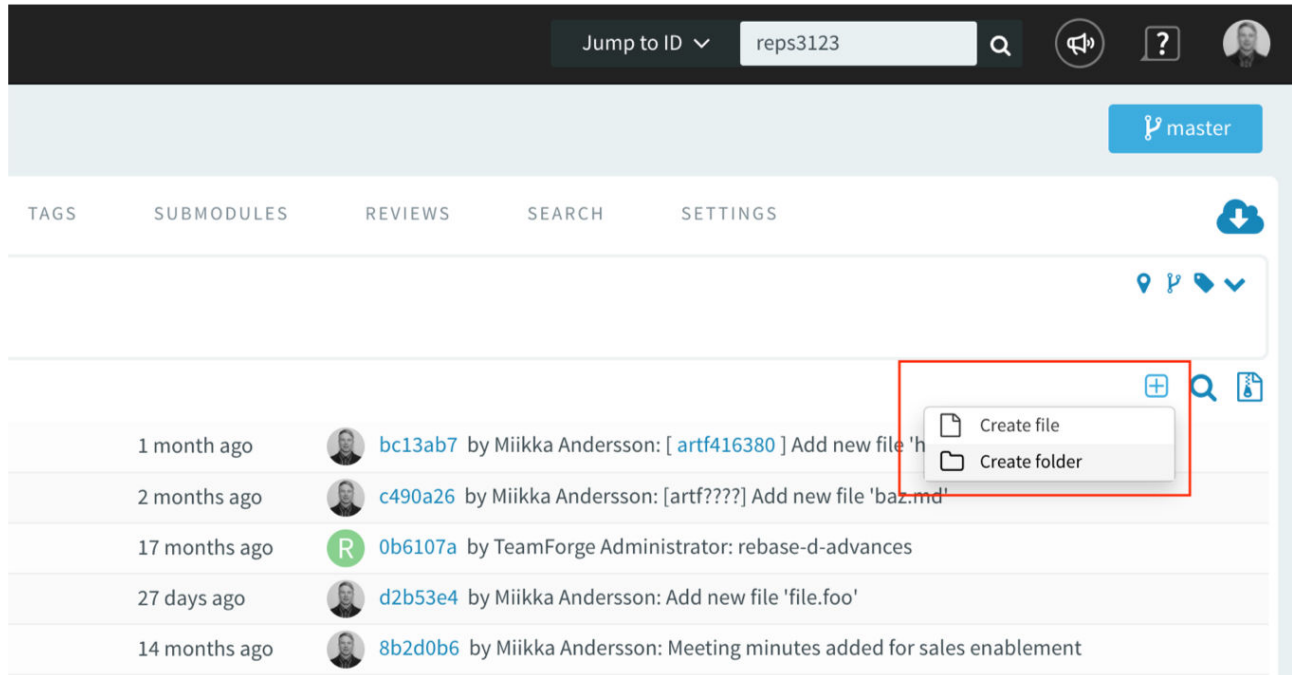 Jump to ID reps3123 ?
master
TAGS SUBMODULES REVIEWS SEARCH SETTINGS
Create file
1 month ago bc13ab7 by Miikka Andersson: [ artf416380 ] Add new file 'h
Create folder
2 months ago c490a26 by Miikka Andersson: [artf????] Add new file 'baz.md'
17 months ago R 0b6107a by TeamForge Administrator: rebase-d-advances
27 days ago d2b53e4 by Miikka Andersson: Add new file 'file.foo'
14 months ago 8b2d0b6 by Miikka Andersson: Meeting minutes added for sales enablement